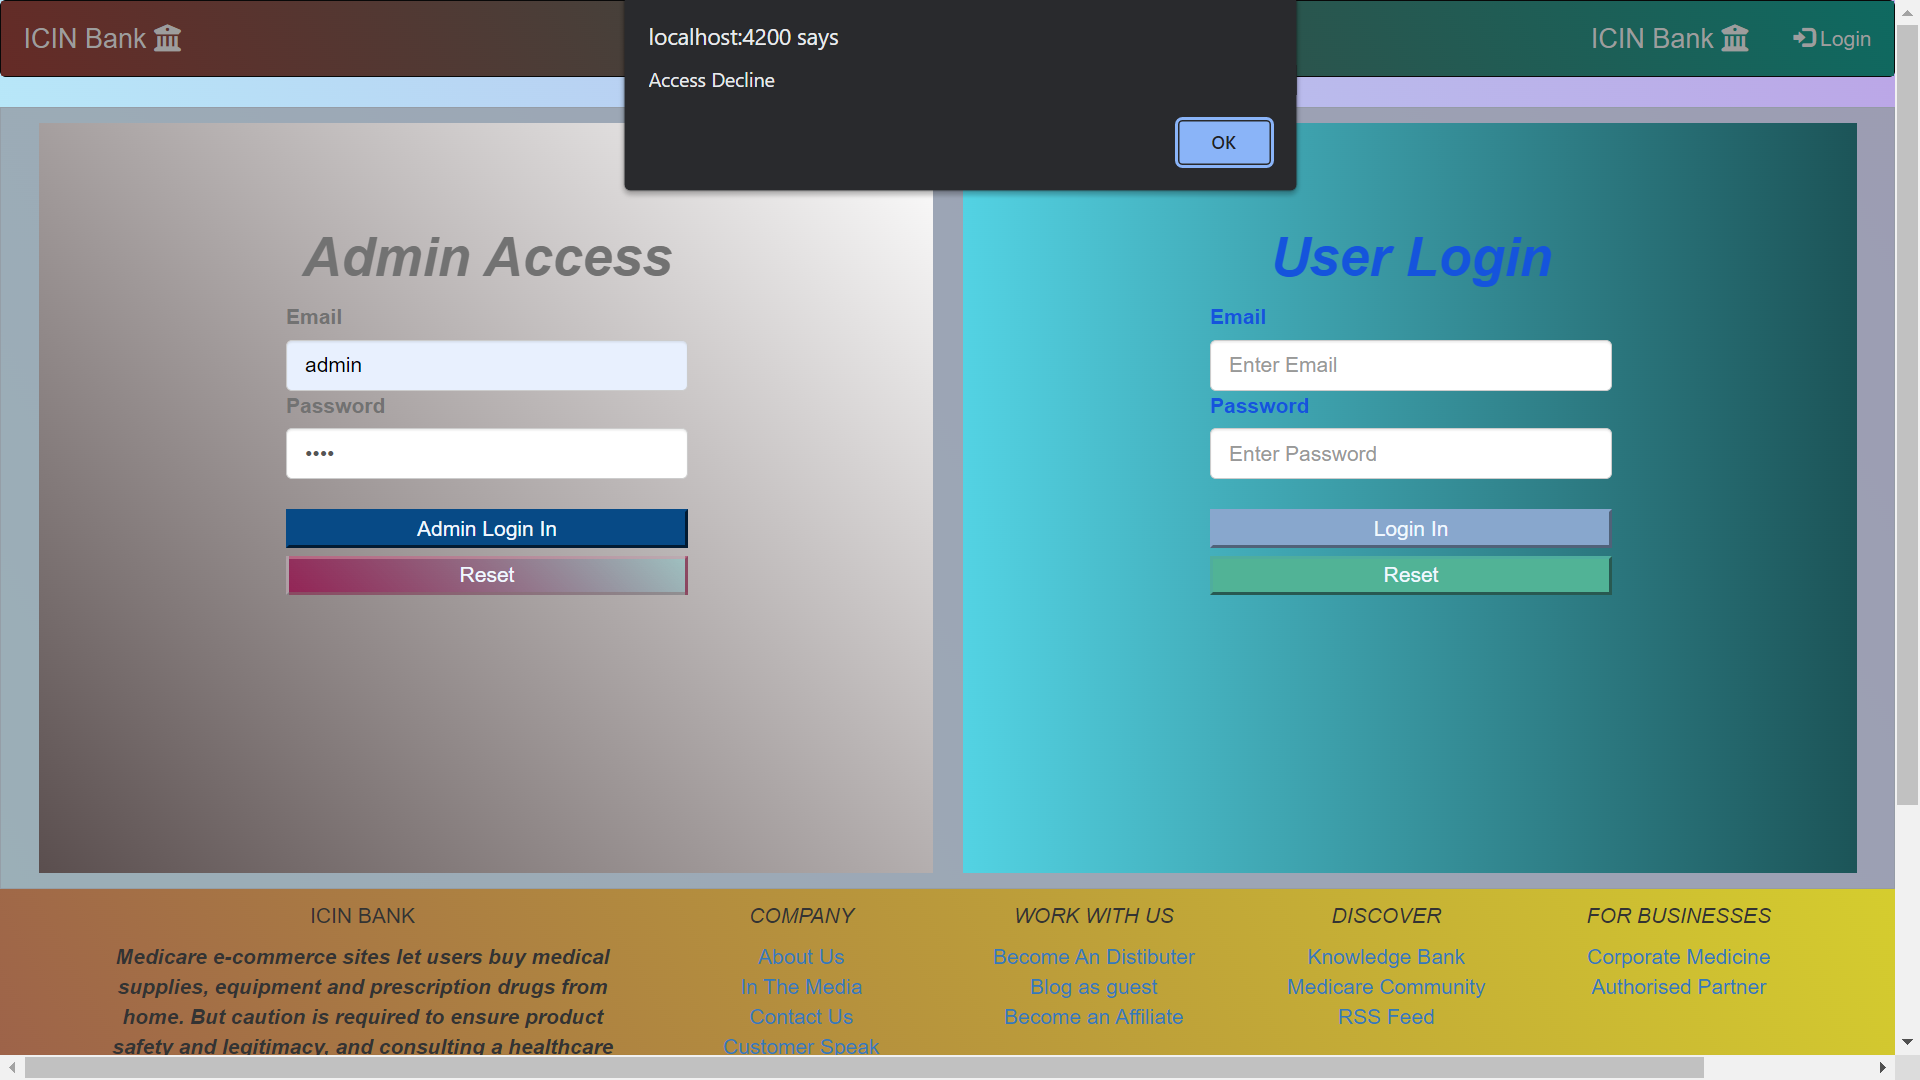 ICIN Bank
localhost:4200 says
Access Decline
OK
ICIN Bank
Login
Admin Access
Email
admin
Password
••••
Admin Login In
Reset
User Login
Email
Enter Email
Password
Enter Password
Login In
Reset
ICIN BANK
Medicare e-commerce sites let users buy medical
supplies, equipment and prescription drugs from
home. But caution is required to ensure product
safety and legitimacy, and consulting a healthcare
COMPANY
About Us
In The Media
Contact Us
Customer Speak
WORK WITH US
Become An Distibuter
Blog as guest
Become an Affiliate
DISCOVER
Knowledge Bank
Medicare Community
RSS Feed
FOR BUSINESSES
Corporate Medicine
Authorised Partner